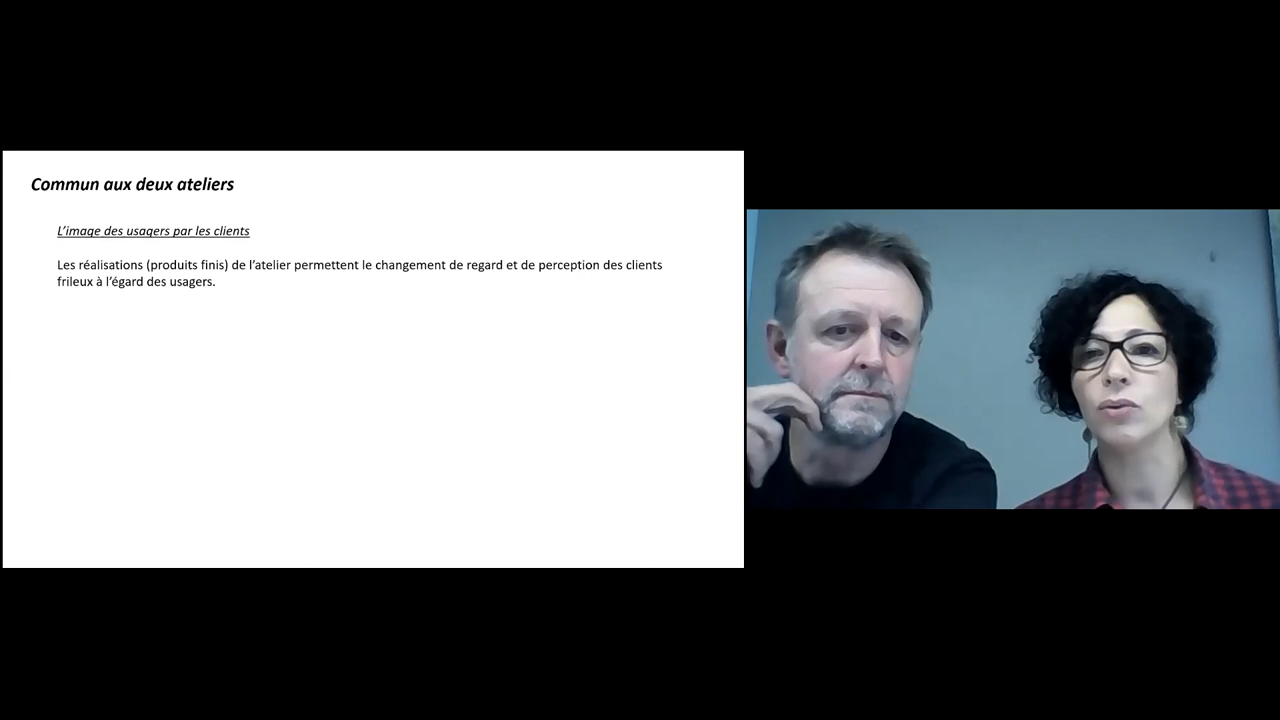 Commun aux deux ateliers
L’image des usagers par les clients
Les réalisations (produits finis) de l’atelier permettent le changement de regard et de perception des clients
frileux à l’égard des usagers.